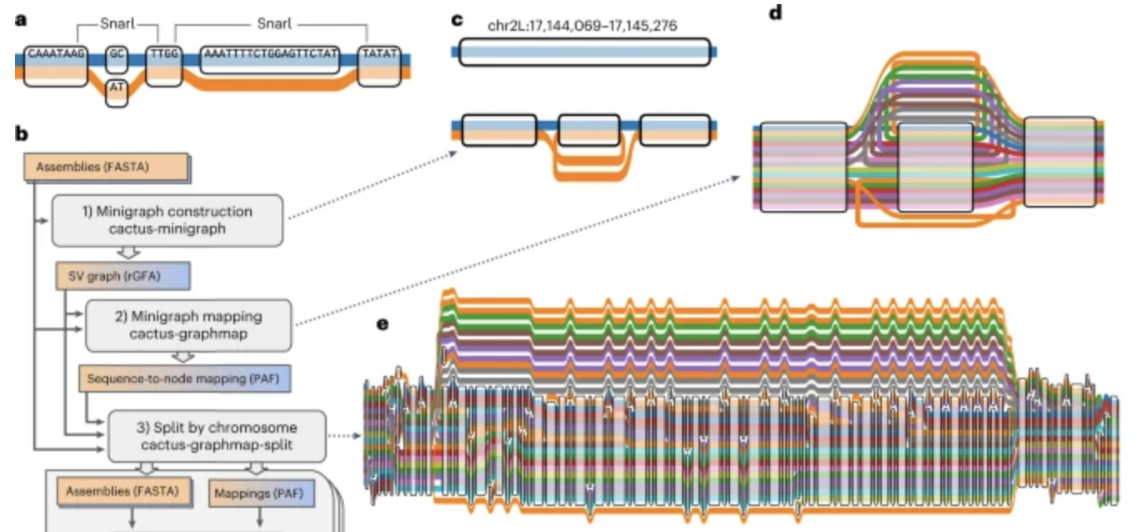 a
Snarl
Snarl
CAAATAAG
GC
TTGG
AAATTTTCTGGAGTTCTAT
TATAT
AT
b
Assemblies (FASTA)
1) Minigraph construction
cactus-minigraph
SV graph (rGFA)
2) Minigraph mapping
cactus-graphmap
Sequence-to-node mapping (PAF)
3) Split by chromosome
cactus-graphmap-split
Assemblies (FASTA)
Mappings (PAF)
c
chr2L:17,144,069–17,145,276
d
e